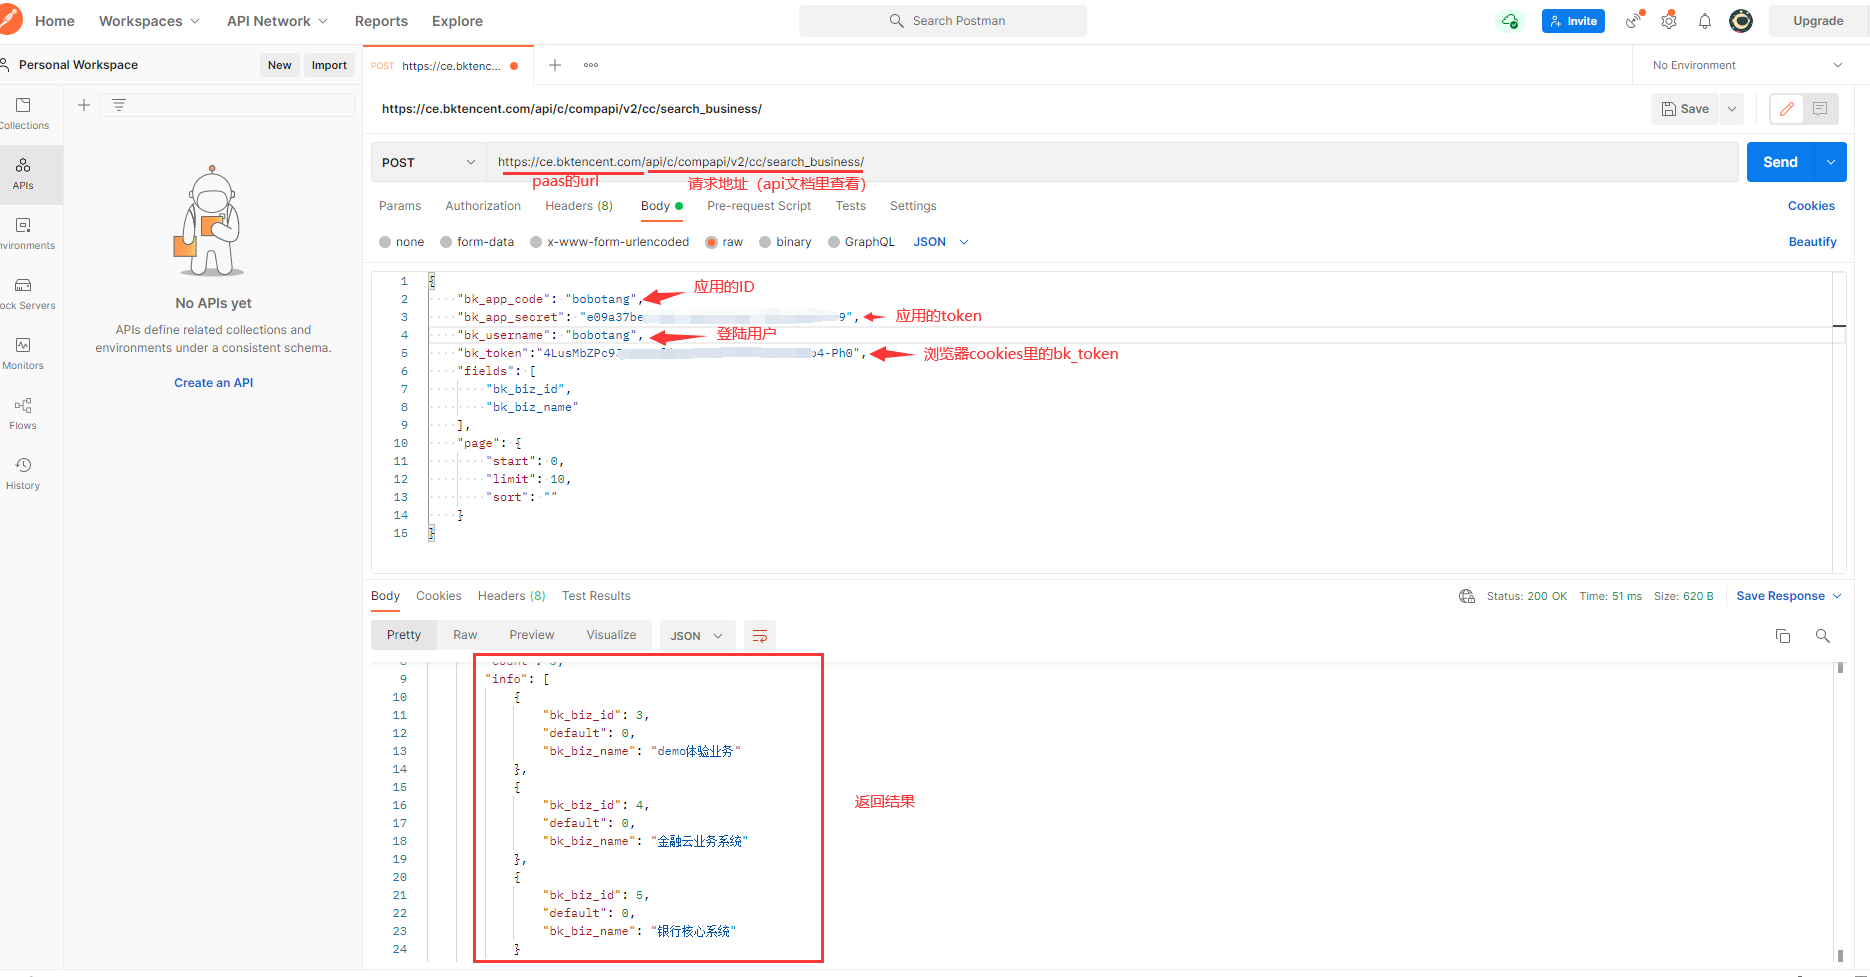 Home
Workspaces
API Network
Reports
Explore
Search Postman
Invite
Upgrade
Personal Workspace
New
Import
POST https://ce.bktenc...
No Environment
https://ce.bktencent.com/api/c/compapi/v2/cc/search_business/
Save
POST
https://ce.bktencent.com/api/c/compapi/v2/cc/search_business/
Send
paas的url
请求地址（api文档里查看）
Params
Authorization
Headers (8)
Body
Pre-request Script
Tests
Settings
Cookies
none
form-data
x-www-form-urlencoded
raw
binary
GraphQL
JSON
Beautify
Collections
APIs
Environments
Mock Servers
Monitors
Flows
History
No APIs yet
APIs define related collections and
environments under a consistent schema.
Create an API
1 {
2 "bk_app_code": "bobotang", 应用的ID
3 "bk_app_secret": "e09a37be 9", 应用的token
4 "bk_username": "bobotang", 登陆用户
5 "bk_token":"4LusMbZPc9 o4-Ph0", 浏览器cookies里的bk_token
6 "fields": [
7 "bk_biz_id",
8 "bk_biz_name"
9 ],
10 "page": {
11 "start": 0,
12 "limit": 10,
13 "sort": ""
14 }
15 }
Body
Cookies
Headers (8)
Test Results
Status: 200 OK
Time: 51 ms
Size: 620 B
Save Response
Pretty
Raw
Preview
Visualize
JSON
9 "info": [
10 {
11 "bk_biz_id": 3,
12 "default": 0,
13 "bk_biz_name": "demo体验业务"
14 },
15 {
16 "bk_biz_id": 4,
17 "default": 0,
18 "bk_biz_name": "金融云业务系统"
19 },
20 {
21 "bk_biz_id": 5,
22 "default": 0,
23 "bk_biz_name": "银行核心系统"
24 }
返回结果